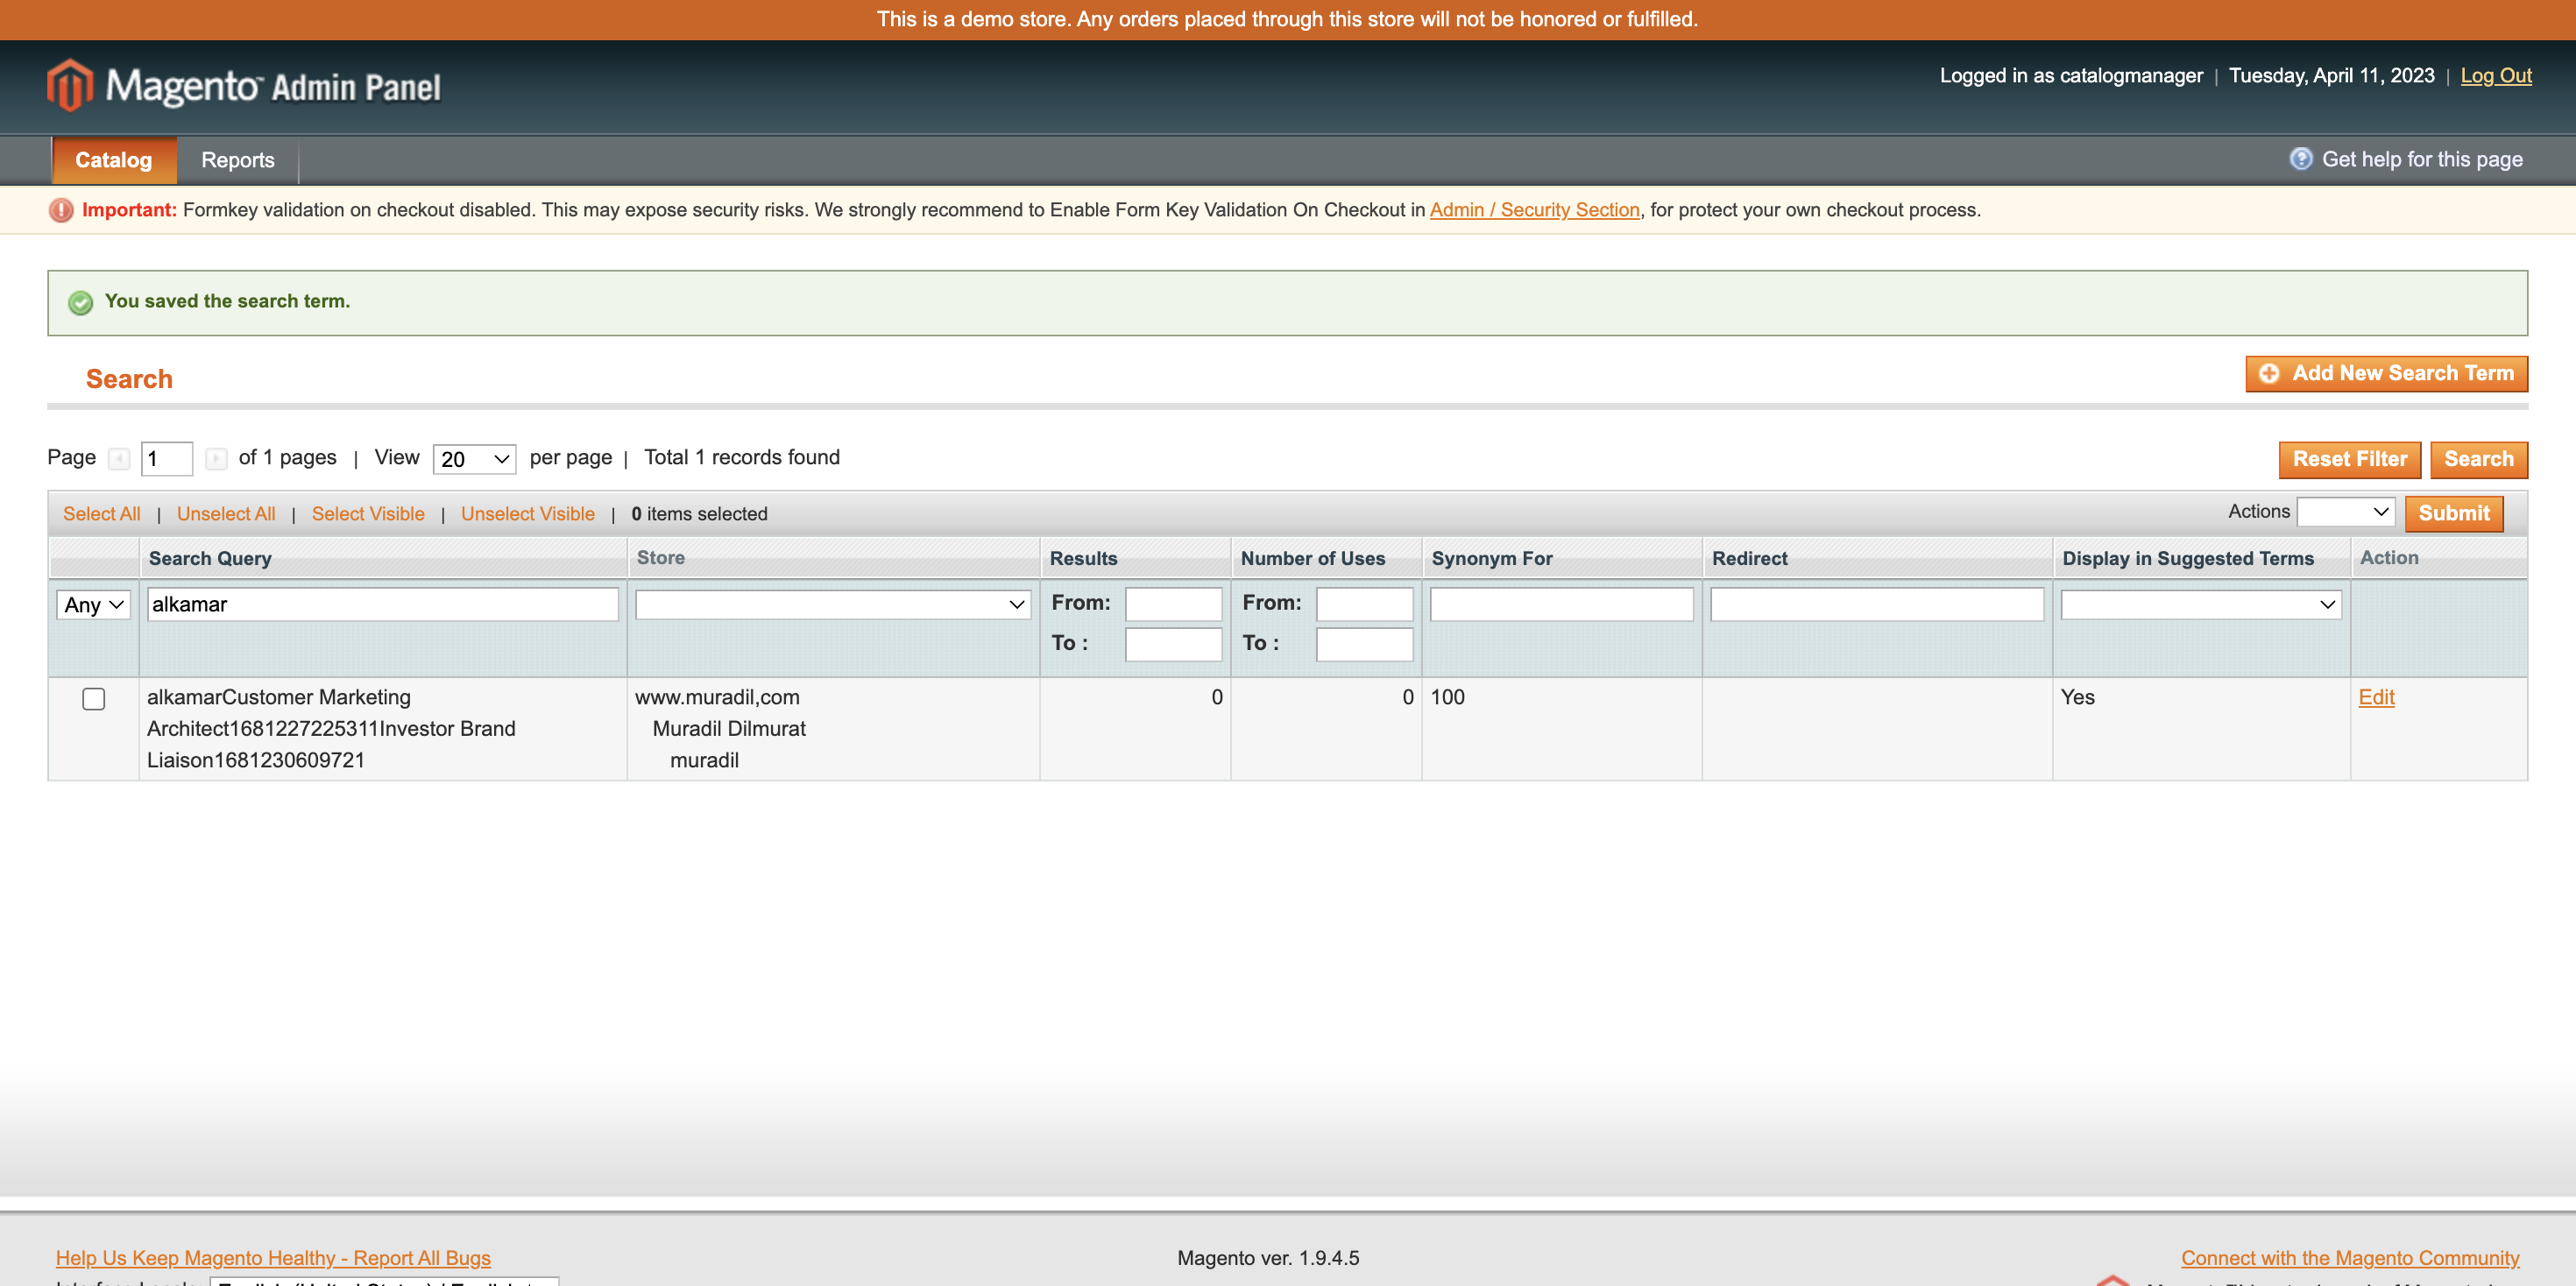 This is a demo store. Any orders placed through this store will not be honored or fulfilled.
Magento™ Admin Panel
Logged in as catalogmanager | Tuesday, April 11, 2023 | Log Out
Catalog Reports
Get help for this page
Important: Formkey validation on checkout disabled. This may expose security risks. We strongly recommend to Enable Form Key Validation On Checkout in Admin / Security Section, for protect your own checkout process.
You saved the search term.
Search
Add New Search Term
Page 1 of 1 pages | View 20 per page | Total 1 records found
Reset Filter Search
Select All | Unselect All | Select Visible | Unselect Visible | 0 items selected
Actions Submit
Search Query Store Results Number of Uses Synonym For Redirect Display in Suggested Terms Action
Any alkamar From: From:
To : To :
alkamarCustomer Marketing www.muradil,com 0 0 100 Yes Edit
Architect1681227225311Investor Brand Muradil Dilmurat
Liaison1681230609721 muradil
Help Us Keep Magento Healthy - Report All Bugs Magento ver. 1.9.4.5 Connect with the Magento Community